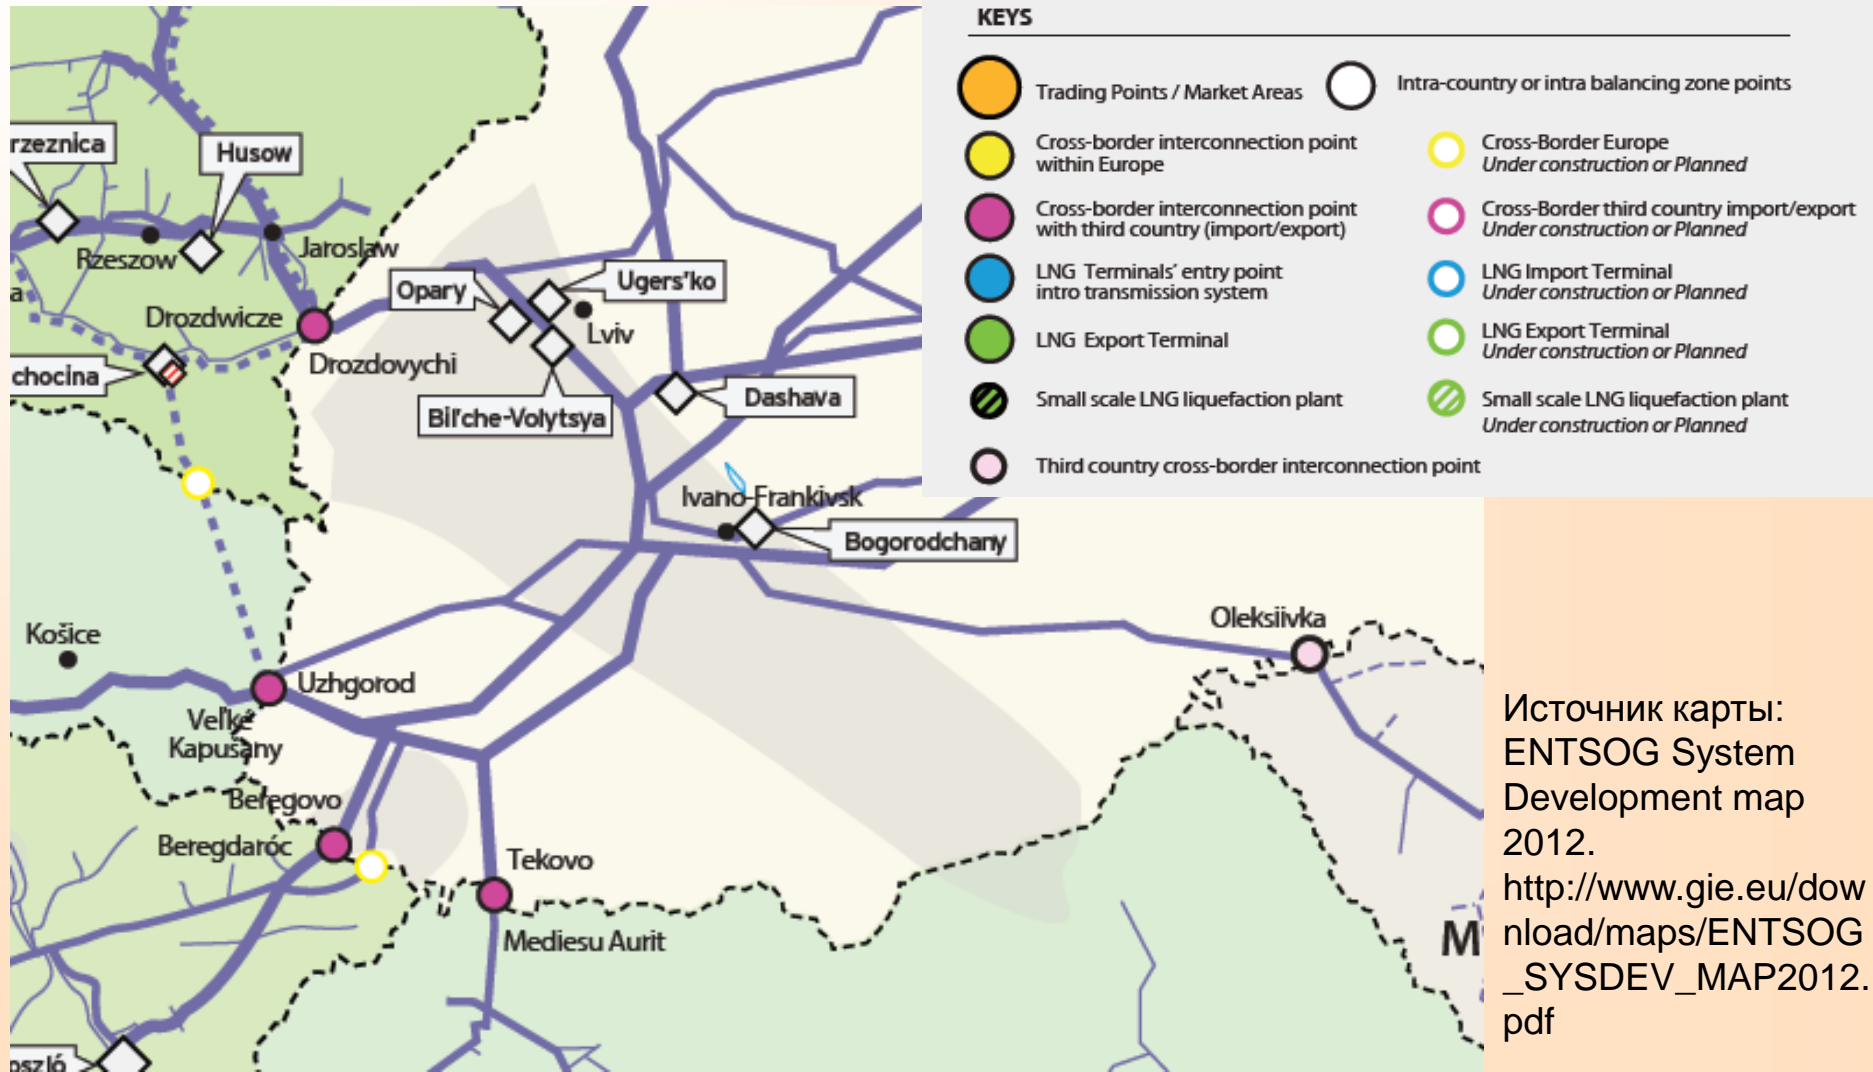 KEYS
Trading Points / Market Areas
Intra-country or intra balancing zone points
Cross-border interconnection point
within Europe
Cross-Border Europe
Under construction or Planned
Cross-border interconnection point
with third country (import/export)
Cross-Border third country import/export
Under construction or Planned
LNG Terminals' entry point
intro transmission system
LNG Import Terminal
Under construction or Planned
LNG Export Terminal
LNG Export Terminal
Under construction or Planned
Small scale LNG liquefaction plant
Small scale LNG liquefaction plant
Under construction or Planned
Third country cross-border interconnection point
rzeznica
Husow
Rzeszow
Jaroslaw
a
Opary
Ugers'ko
Drozdwicze
Lviv
Drozdovychi
chocina
Bil'che-Volytsya
Dashava
Ivano-Frankivsk
Bogorodchany
Košice
Oleksiivka
Uzhgorod
Veľké
Kapušany
Beregovo
Beregdaróc
Tekovo
Mediesu Aurit
M
oszló
Источник карты:
ENTSOG System
Development map
2012.
http://www.gie.eu/dow
nload/maps/ENTSOG
_SYSDEV_MAP2012.
pdf